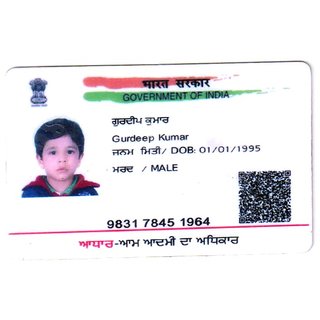 भारत सरकार
GOVERNMENT OF INDIA
ਗੁਰਦੀਪ ਕੁਮਾਰ
Gurdeep Kumar
ਜਨਮ ਮਿਤੀ/ DOB: 01/01/1995
ਮਰਦ / MALE
9831 7845 1964
ਆਧਾਰ-ਆਮ ਆਦਮੀ ਦਾ ਅਧਿਕਾਰ